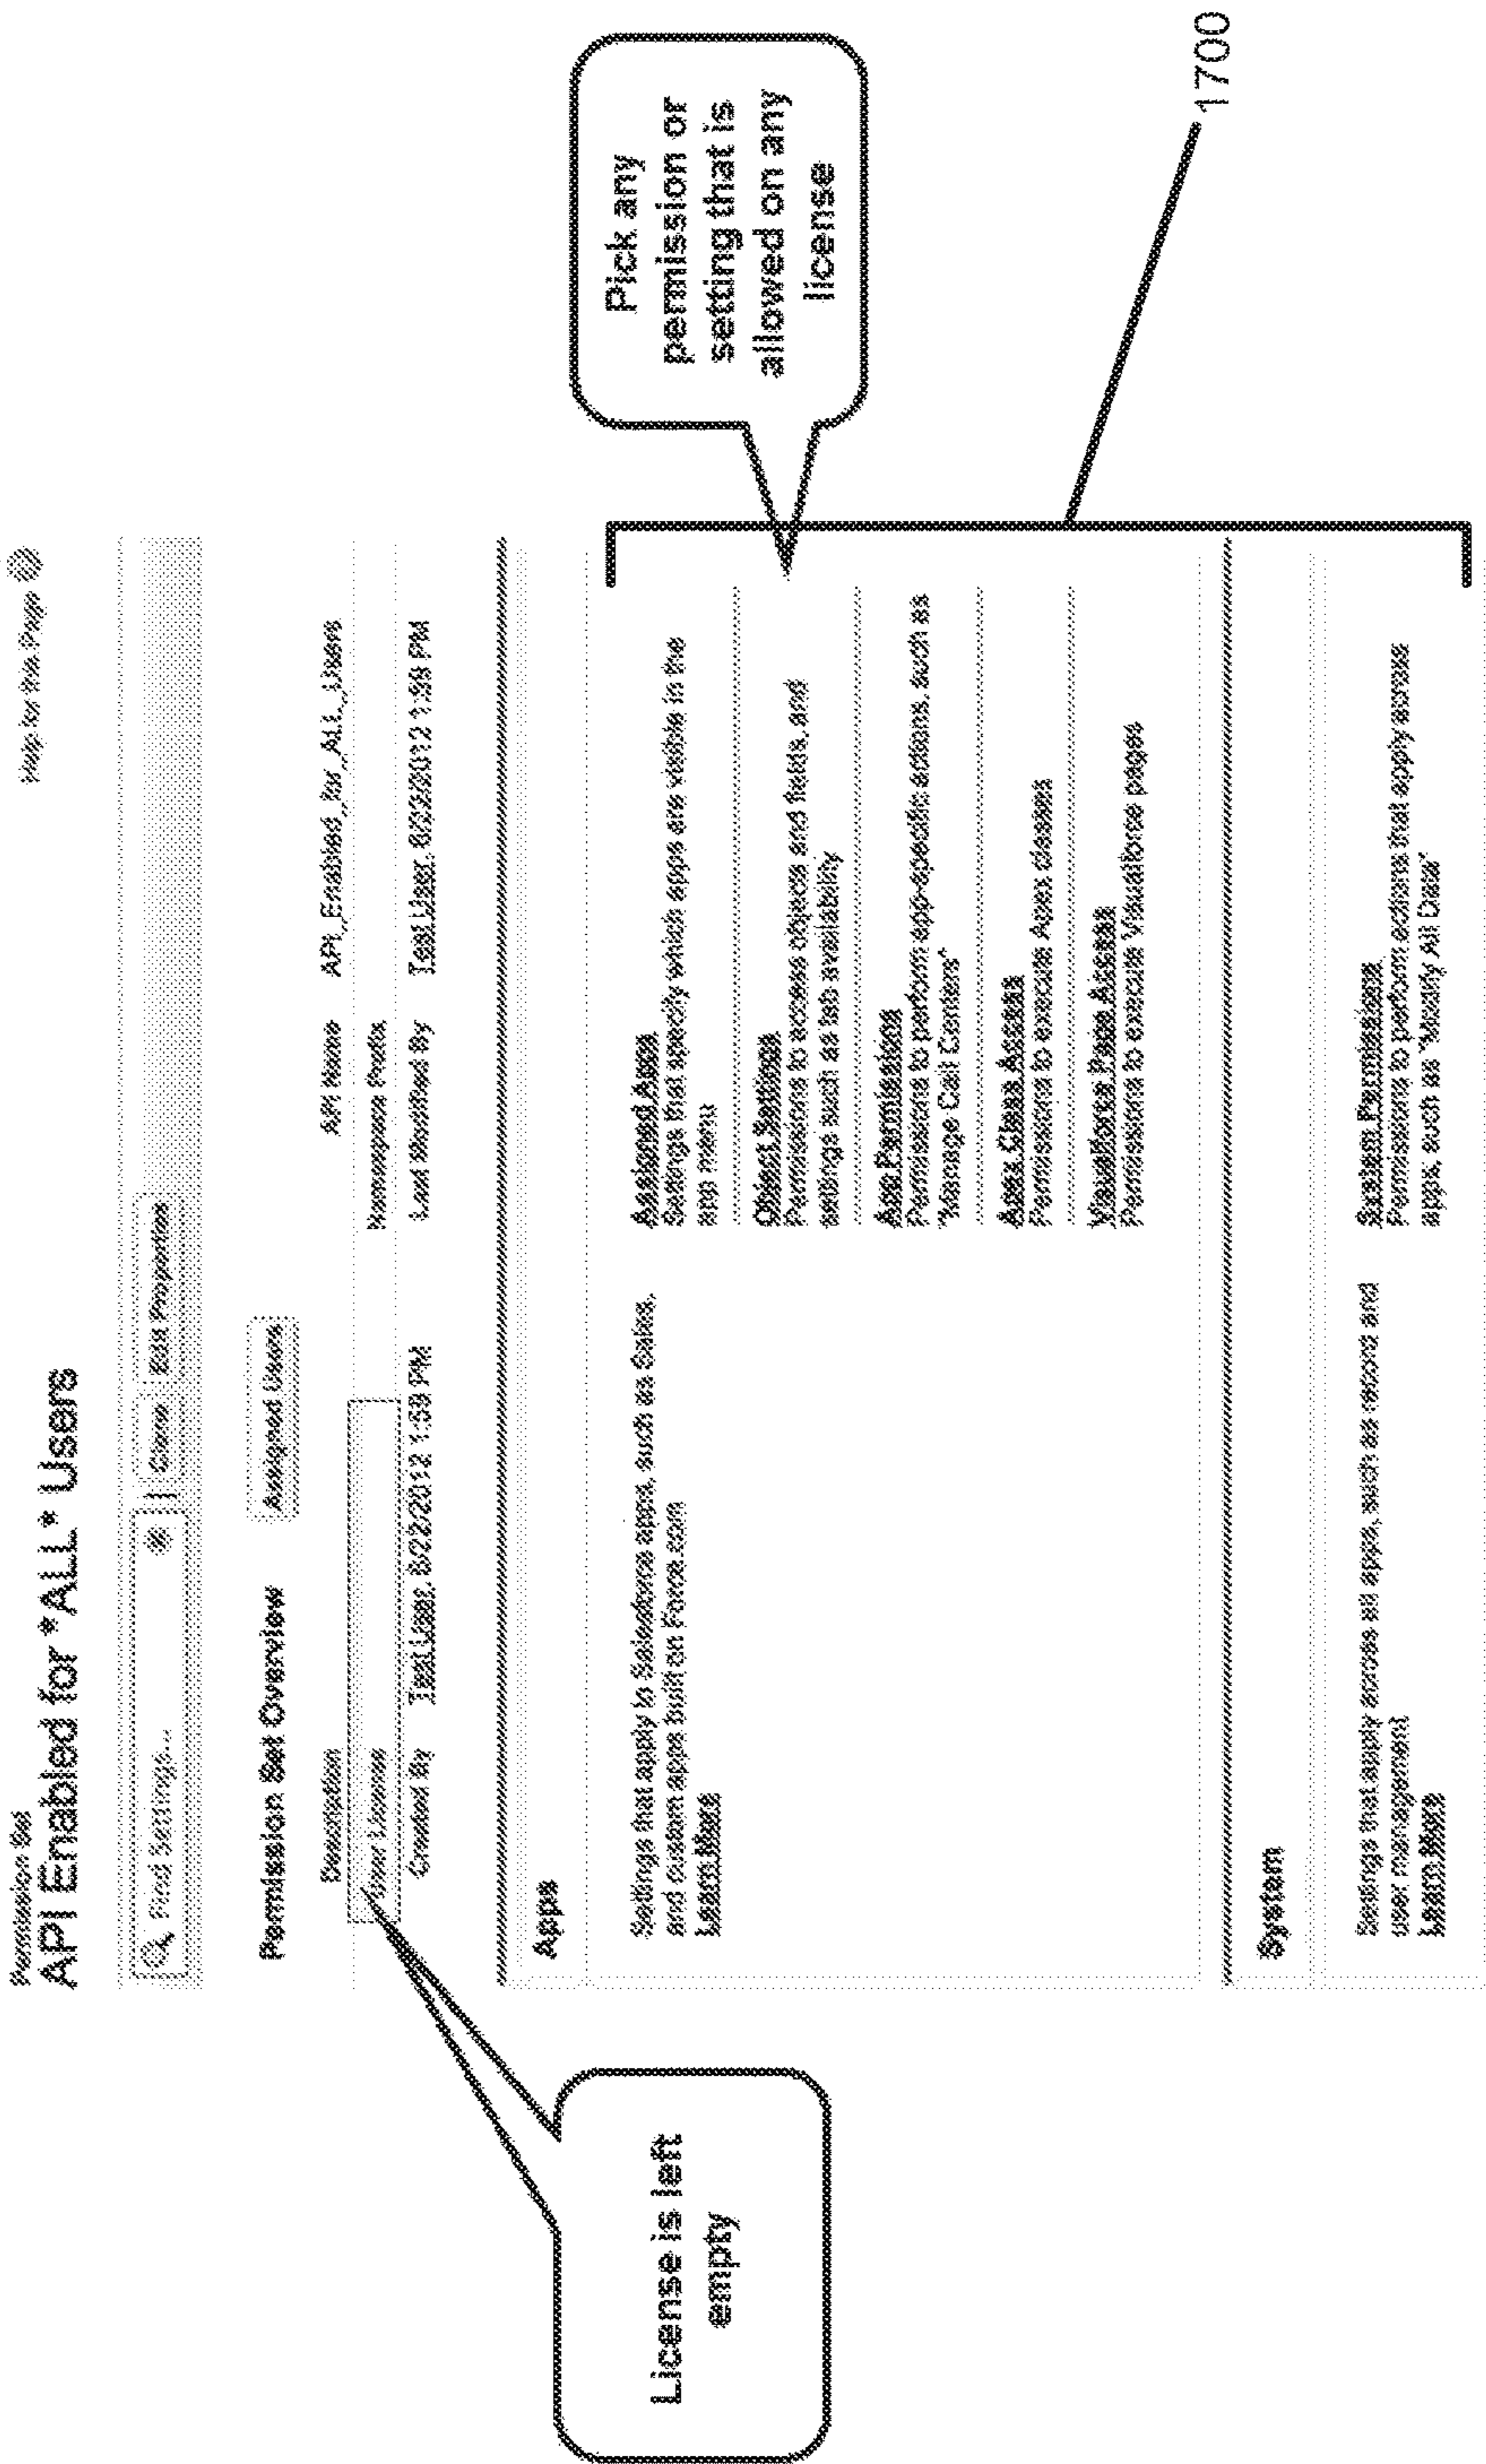 Help for this Page
Permission Set
API Enabled for *ALL* Users
Find Settings...
Clone
Edit Properties
Permission Set Overview
Assigned Users
Description
API Name API_Enabled_for_ALL_Users
User License
Namespace Prefix
Created By Test User, 6/22/2012 1:59 PM
Last Modified By Test User, 6/22/2012 1:59 PM
Apps
Settings that apply to Salesforce apps, such as Sales,
and custom apps built on Force.com
Learn More
Assigned Apps
Settings that specify which apps are visible in the
app menu
Object Settings
Permissions to access objects and fields, and
settings such as tab availability
App Permissions
Permissions to perform app-specific actions, such as
"Manage Call Centers"
Apex Class Access
Permissions to execute Apex classes
Visualforce Page Access
Permissions to execute Visualforce pages
System
Settings that apply across all apps, such as record and
user management
Learn More
System Permissions
Permissions to perform actions that apply across
apps, such as "Modify All Data"
License is left
empty
Pick any
permission or
setting that is
allowed on any
license
1700